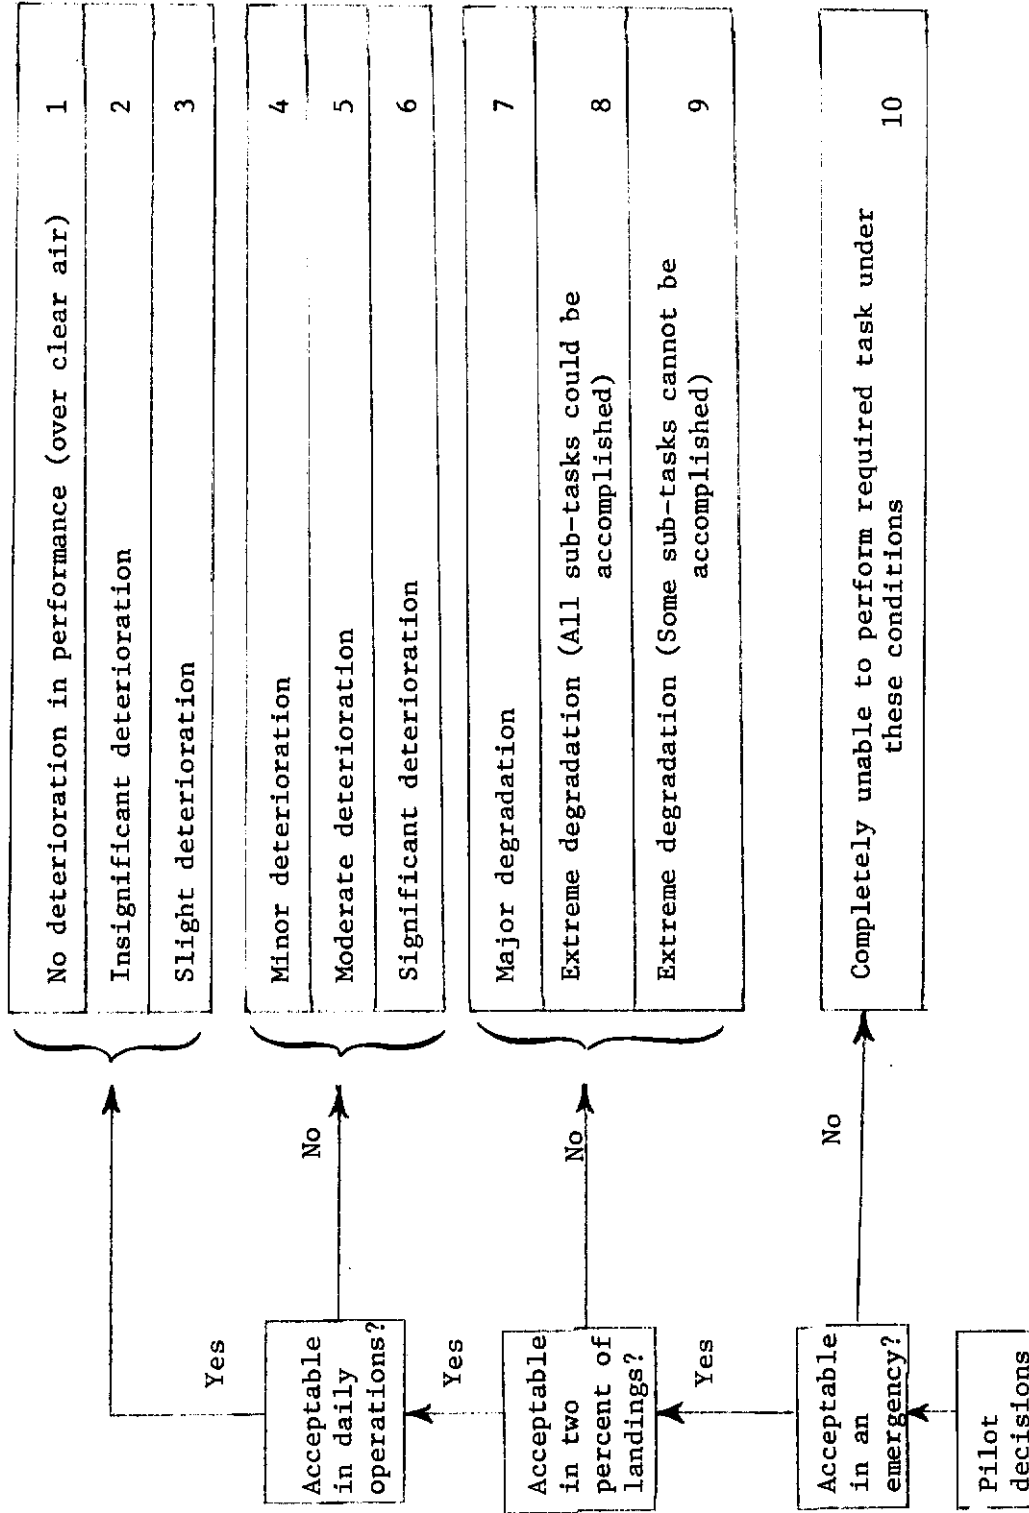 No deterioration in performance (over clear air) 1
Insignificant deterioration 2
Slight deterioration 3
Yes
Acceptable
in daily
operations?
No
Minor deterioration 4
Moderate deterioration 5
Significant deterioration 6
Yes
Acceptable
in two
percent of
landings?
No
Major degradation 7
Extreme degradation (All sub-tasks could be
accomplished) 8
Extreme degradation (Some sub-tasks cannot be
accomplished) 9
Yes
Acceptable
in an
emergency?
No
Completely unable to perform required task under
these conditions 10
Pilot
decisions